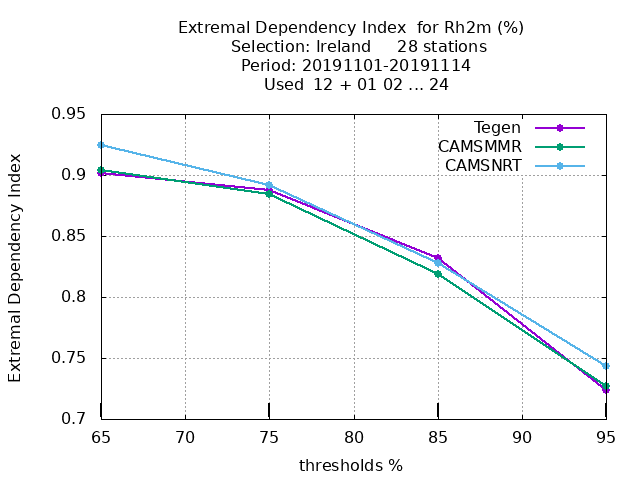 Extremal Dependency Index  for Rh2m (%)
Selection: Ireland     28 stations
Period: 20191101-20191114
Used  12 + 01 02 ... 24
0.95
0.9
0.85
0.8
0.75
0.7
Extremal Dependency Index
Tegen
CAMSMMR
CAMSNRT
65 70 75 80 85 90 95
thresholds %